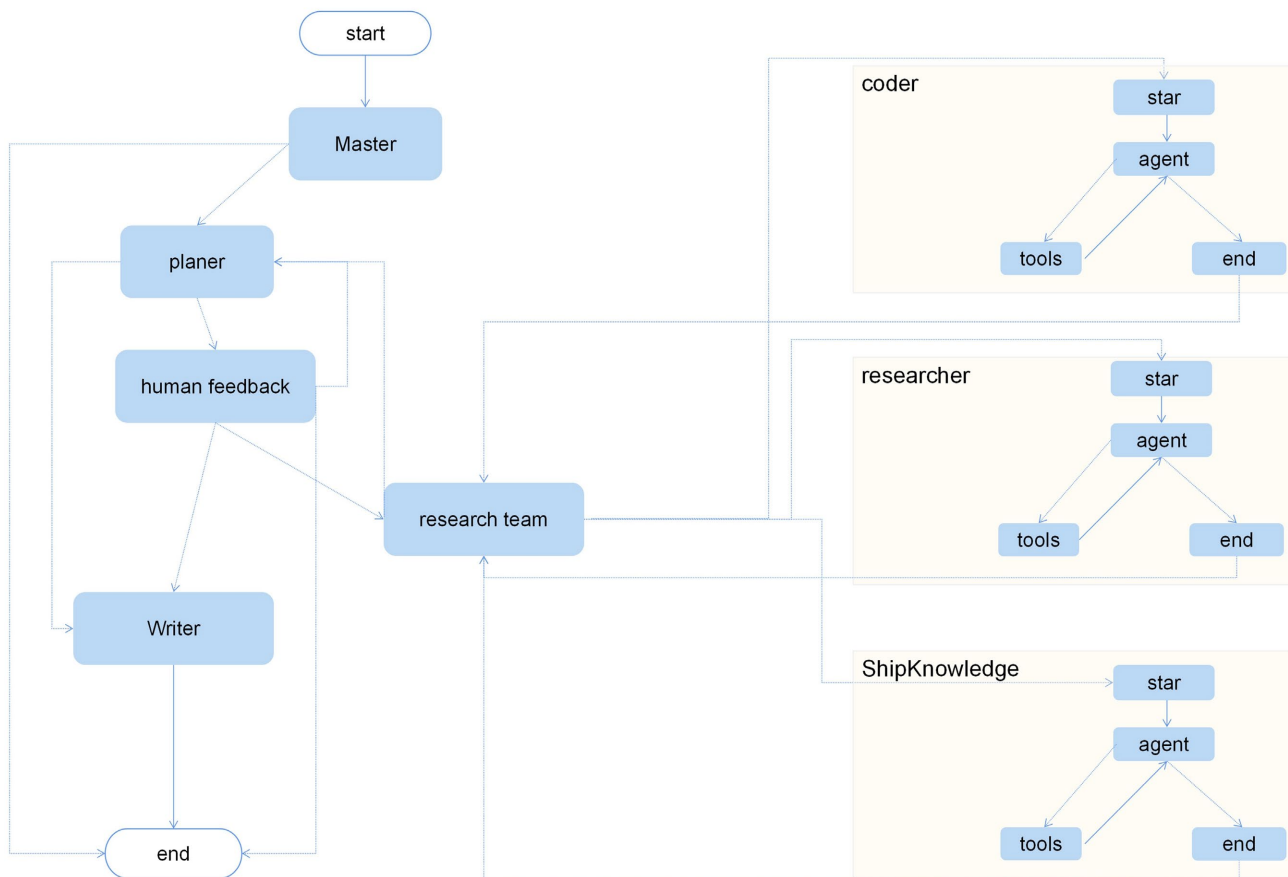 start
Master
planer
human feedback
research team
Writer
end
coder
star
agent
tools
end
researcher
star
agent
tools
end
ShipKnowledge
star
agent
tools
end